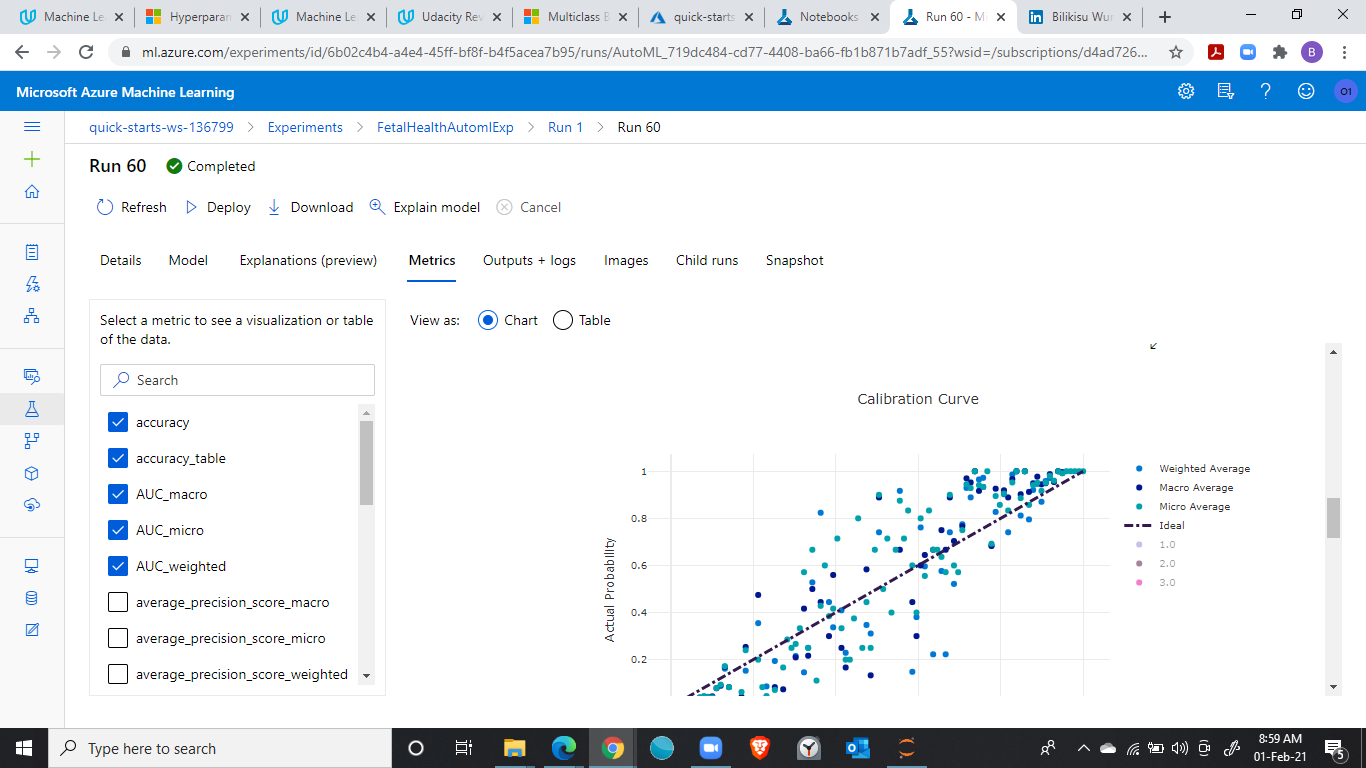 Machine Le
Hyperparan
Machine Le
Udacity Rev
Multiclass B
quick-starts
Notebooks
Run 60 - M
Bilikisu Wur
ml.azure.com/experiments/id/6b02c4b4-a4e4-45ff-bf8f-b4f5acea7b95/runs/AutoML_719dc484-cd77-4408-ba66-fb1b871b7adf_55?wsid=/subscriptions/d4ad726...
B
Microsoft Azure Machine Learning
O1
quick-starts-ws-136799 > Experiments > FetalHealthAutomlExp > Run 1 > Run 60
Run 60 Completed
Refresh Deploy Download Explain model Cancel
Details Model Explanations (preview) Metrics Outputs + logs Images Child runs Snapshot
Select a metric to see a visualization or table
of the data.
Search
accuracy
accuracy_table
AUC_macro
AUC_micro
AUC_weighted
average_precision_score_macro
average_precision_score_micro
average_precision_score_weighted
View as: Chart Table
Calibration Curve
1
0.8
0.6
0.4
0.2
Actual Probability
Weighted Average
Macro Average
Micro Average
Ideal
1.0
2.0
3.0
Type here to search
8:59 AM
01-Feb-21
5